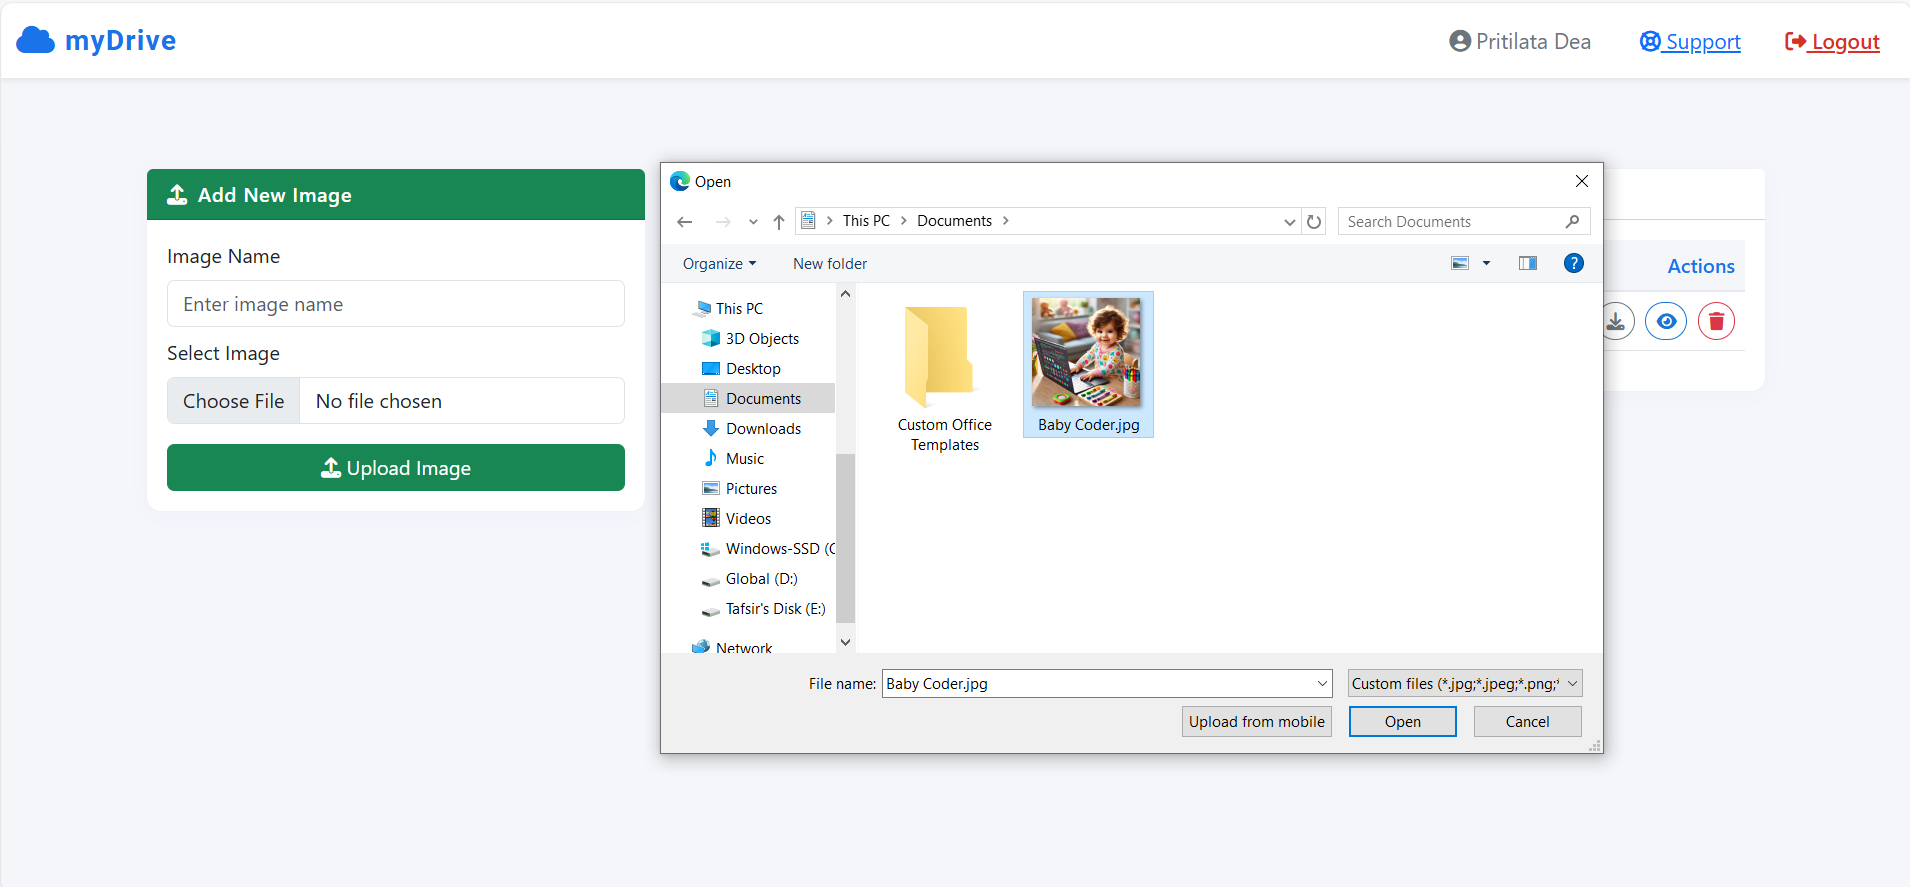 myDrive
Pritilata Dea
Support
Logout
Add New Image
Image Name
Enter image name
Select Image
Choose File
No file chosen
Upload Image
Open
This PC
Documents
Search Documents
Organize
New folder
This PC
3D Objects
Desktop
Documents
Downloads
Music
Pictures
Videos
Windows-SSD (C
Global (D:)
Tafsir's Disk (E:)
Network
Custom Office
Templates
Baby Coder.jpg
File name:
Baby Coder.jpg
Custom files (*.jpg;*.jpeg;*.png;*
Upload from mobile
Open
Cancel
Actions